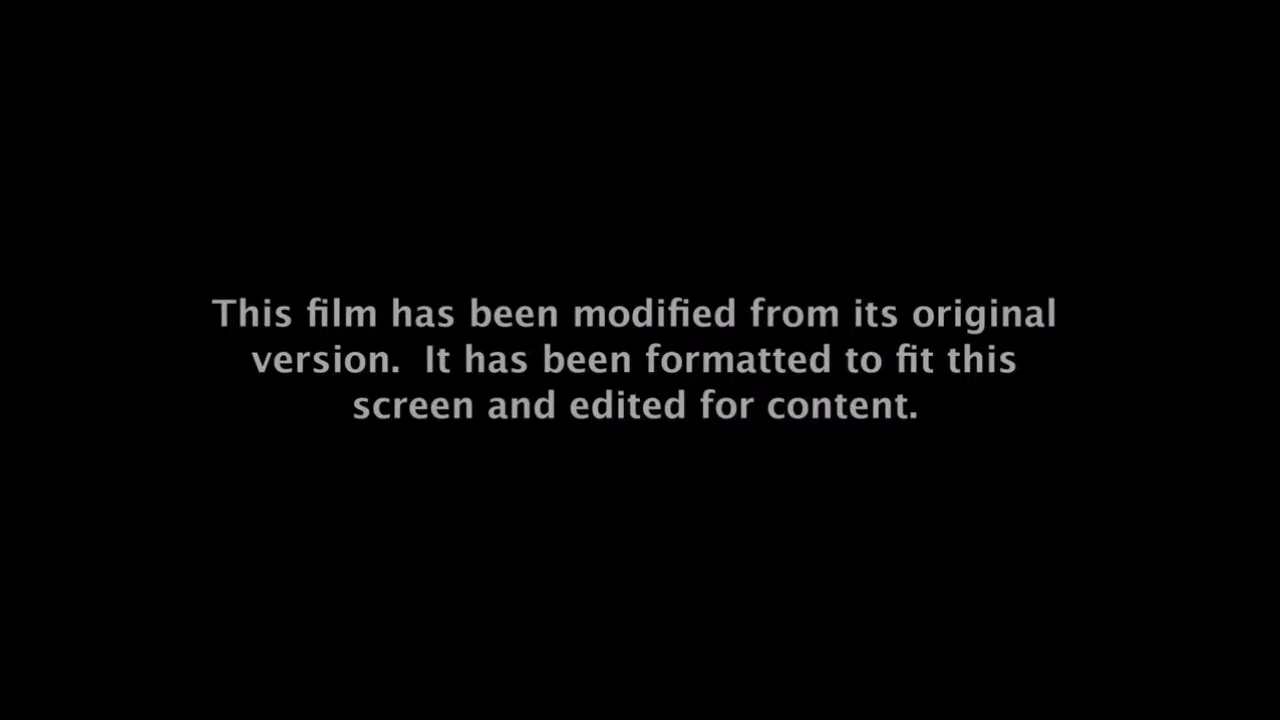 This film has been modified from its original
version.  It has been formatted to fit this
screen and edited for content.